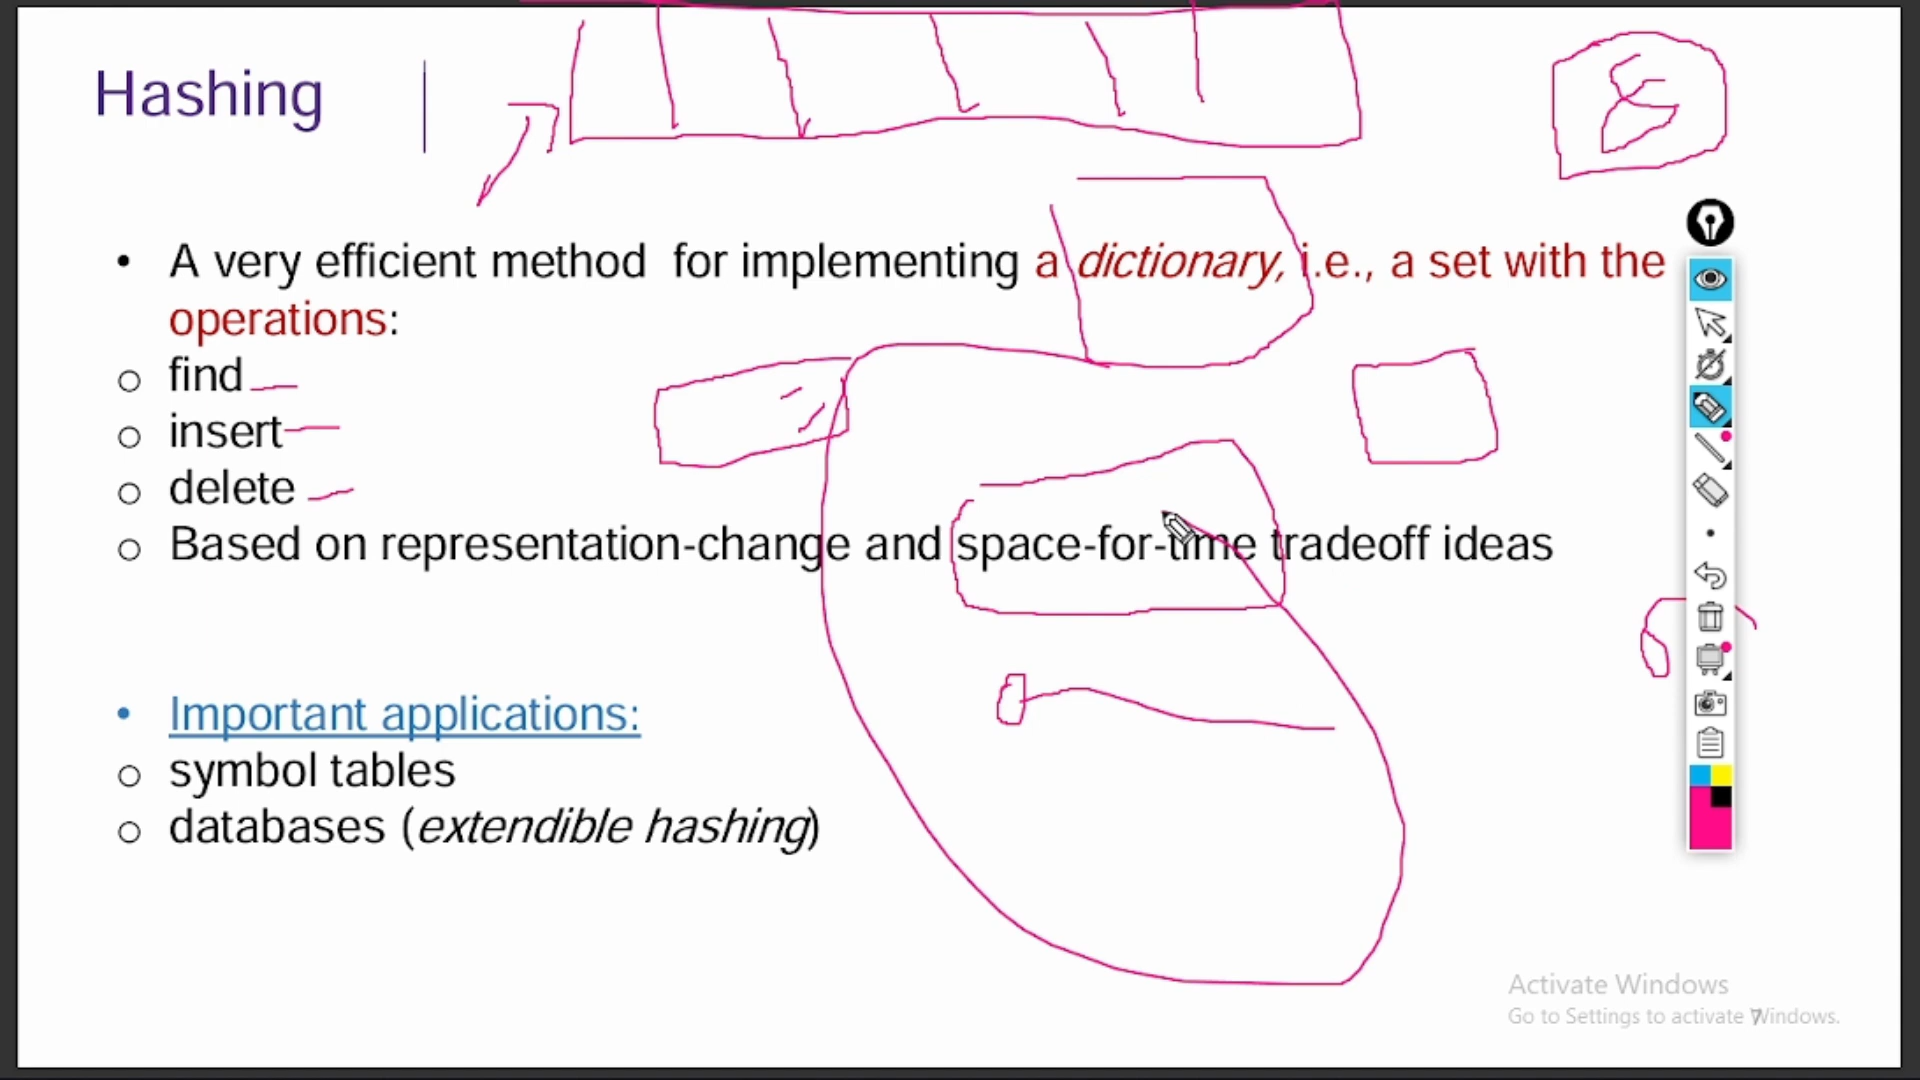 Hashing
• A very efficient method for implementing a dictionary, i.e., a set with the
operations:
o find
o insert
o delete
o Based on representation-change and space-for-time tradeoff ideas
• Important applications:
o symbol tables
o databases (extendible hashing)
Activate Windows
Go to Settings to activate Windows.
7